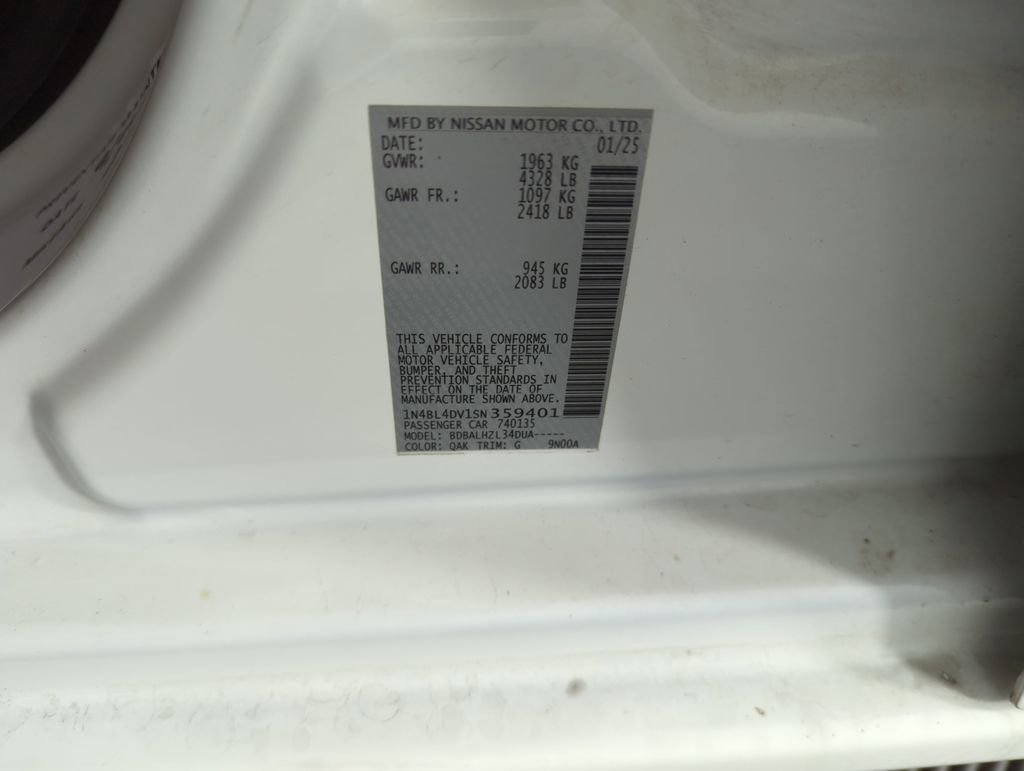 MFD BY NISSAN MOTOR CO., LTD.
DATE: 01/25
GVWR: 1963 KG
4328 LB
GAWR FR.: 1097 KG
2418 LB
GAWR RR.: 945 KG
2083 LB
THIS VEHICLE CONFORMS TO
ALL APPLICABLE FEDERAL
MOTOR VEHICLE SAFETY,
BUMPER, AND THEFT
PREVENTION STANDARDS IN
EFFECT ON THE DATE OF
MANUFACTURE SHOWN ABOVE.
1N4BL4DV1SN359401
PASSENGER CAR 740135
MODEL: BDBALHZL34DUA-----
COLOR: QAK TRIM: G 9N00A